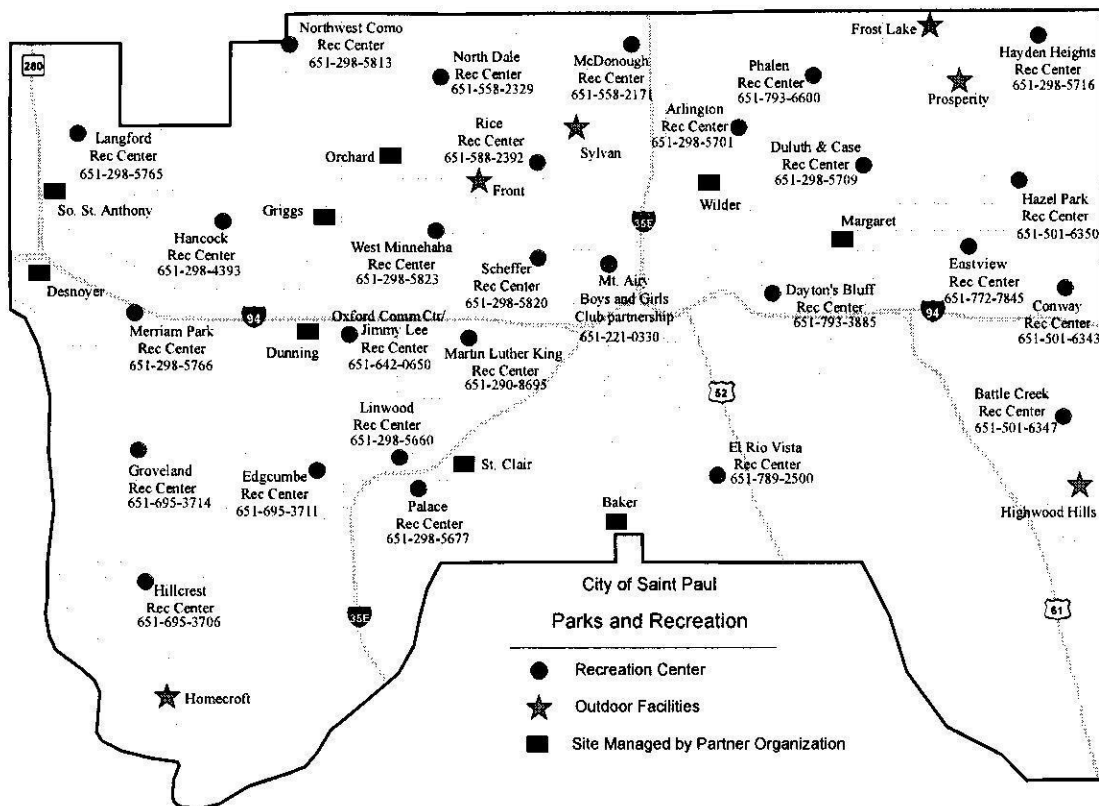 Northwest Como
Rec Center
651-298-5813
North Dale
Rec Center
651-558-2329
McDonough
Rec Center
651-558-2171
Phalen
Rec Center
651-793-6600
Frost Lake
Hayden Heights
Rec Center
651-298-5716
Prosperity
280
Langford
Rec Center
651-298-5765
Orchard
Rice
Rec Center
651-588-2392
Sylvan
Front
Arlington
Rec Center
651-298-5701
Duluth & Case
Rec Center
651-298-5709
Wilder
Hazel Park
Rec Center
651-501-6350
So. St. Anthony
Hancock
Rec Center
651-298-4393
Griggs
West Minnehaha
Rec Center
651-298-5823
Scheffer
Rec Center
651-298-5820
35E
Mt. Airy
Boys and Girls
Club partnership
651-221-0330
Margaret
Eastview
Rec Center
651-772-7845
Dayton's Bluff
Rec Center
651-793-3885
94
Conway
Rec Center
651-501-6343
Desnoyer
Merriam Park
Rec Center
651-298-5766
94
Dunning
Oxford Comm Ctr/
Jimmy Lee
Rec Center
651-642-0650
Martin Luther King
Rec Center
651-290-8695
52
Battle Creek
Rec Center
651-501-6347
Linwood
Rec Center
651-298-5660
Groveland
Rec Center
651-695-3714
Edgcumbe
Rec Center
651-695-3711
St. Clair
Palace
Rec Center
651-298-5677
El Rio Vista
Rec Center
651-789-2500
Baker
Highwood Hills
Hillcrest
Rec Center
651-695-3706
35E
61
Homecroft
City of Saint Paul
Parks and Recreation
Recreation Center
Outdoor Facilities
Site Managed by Partner Organization